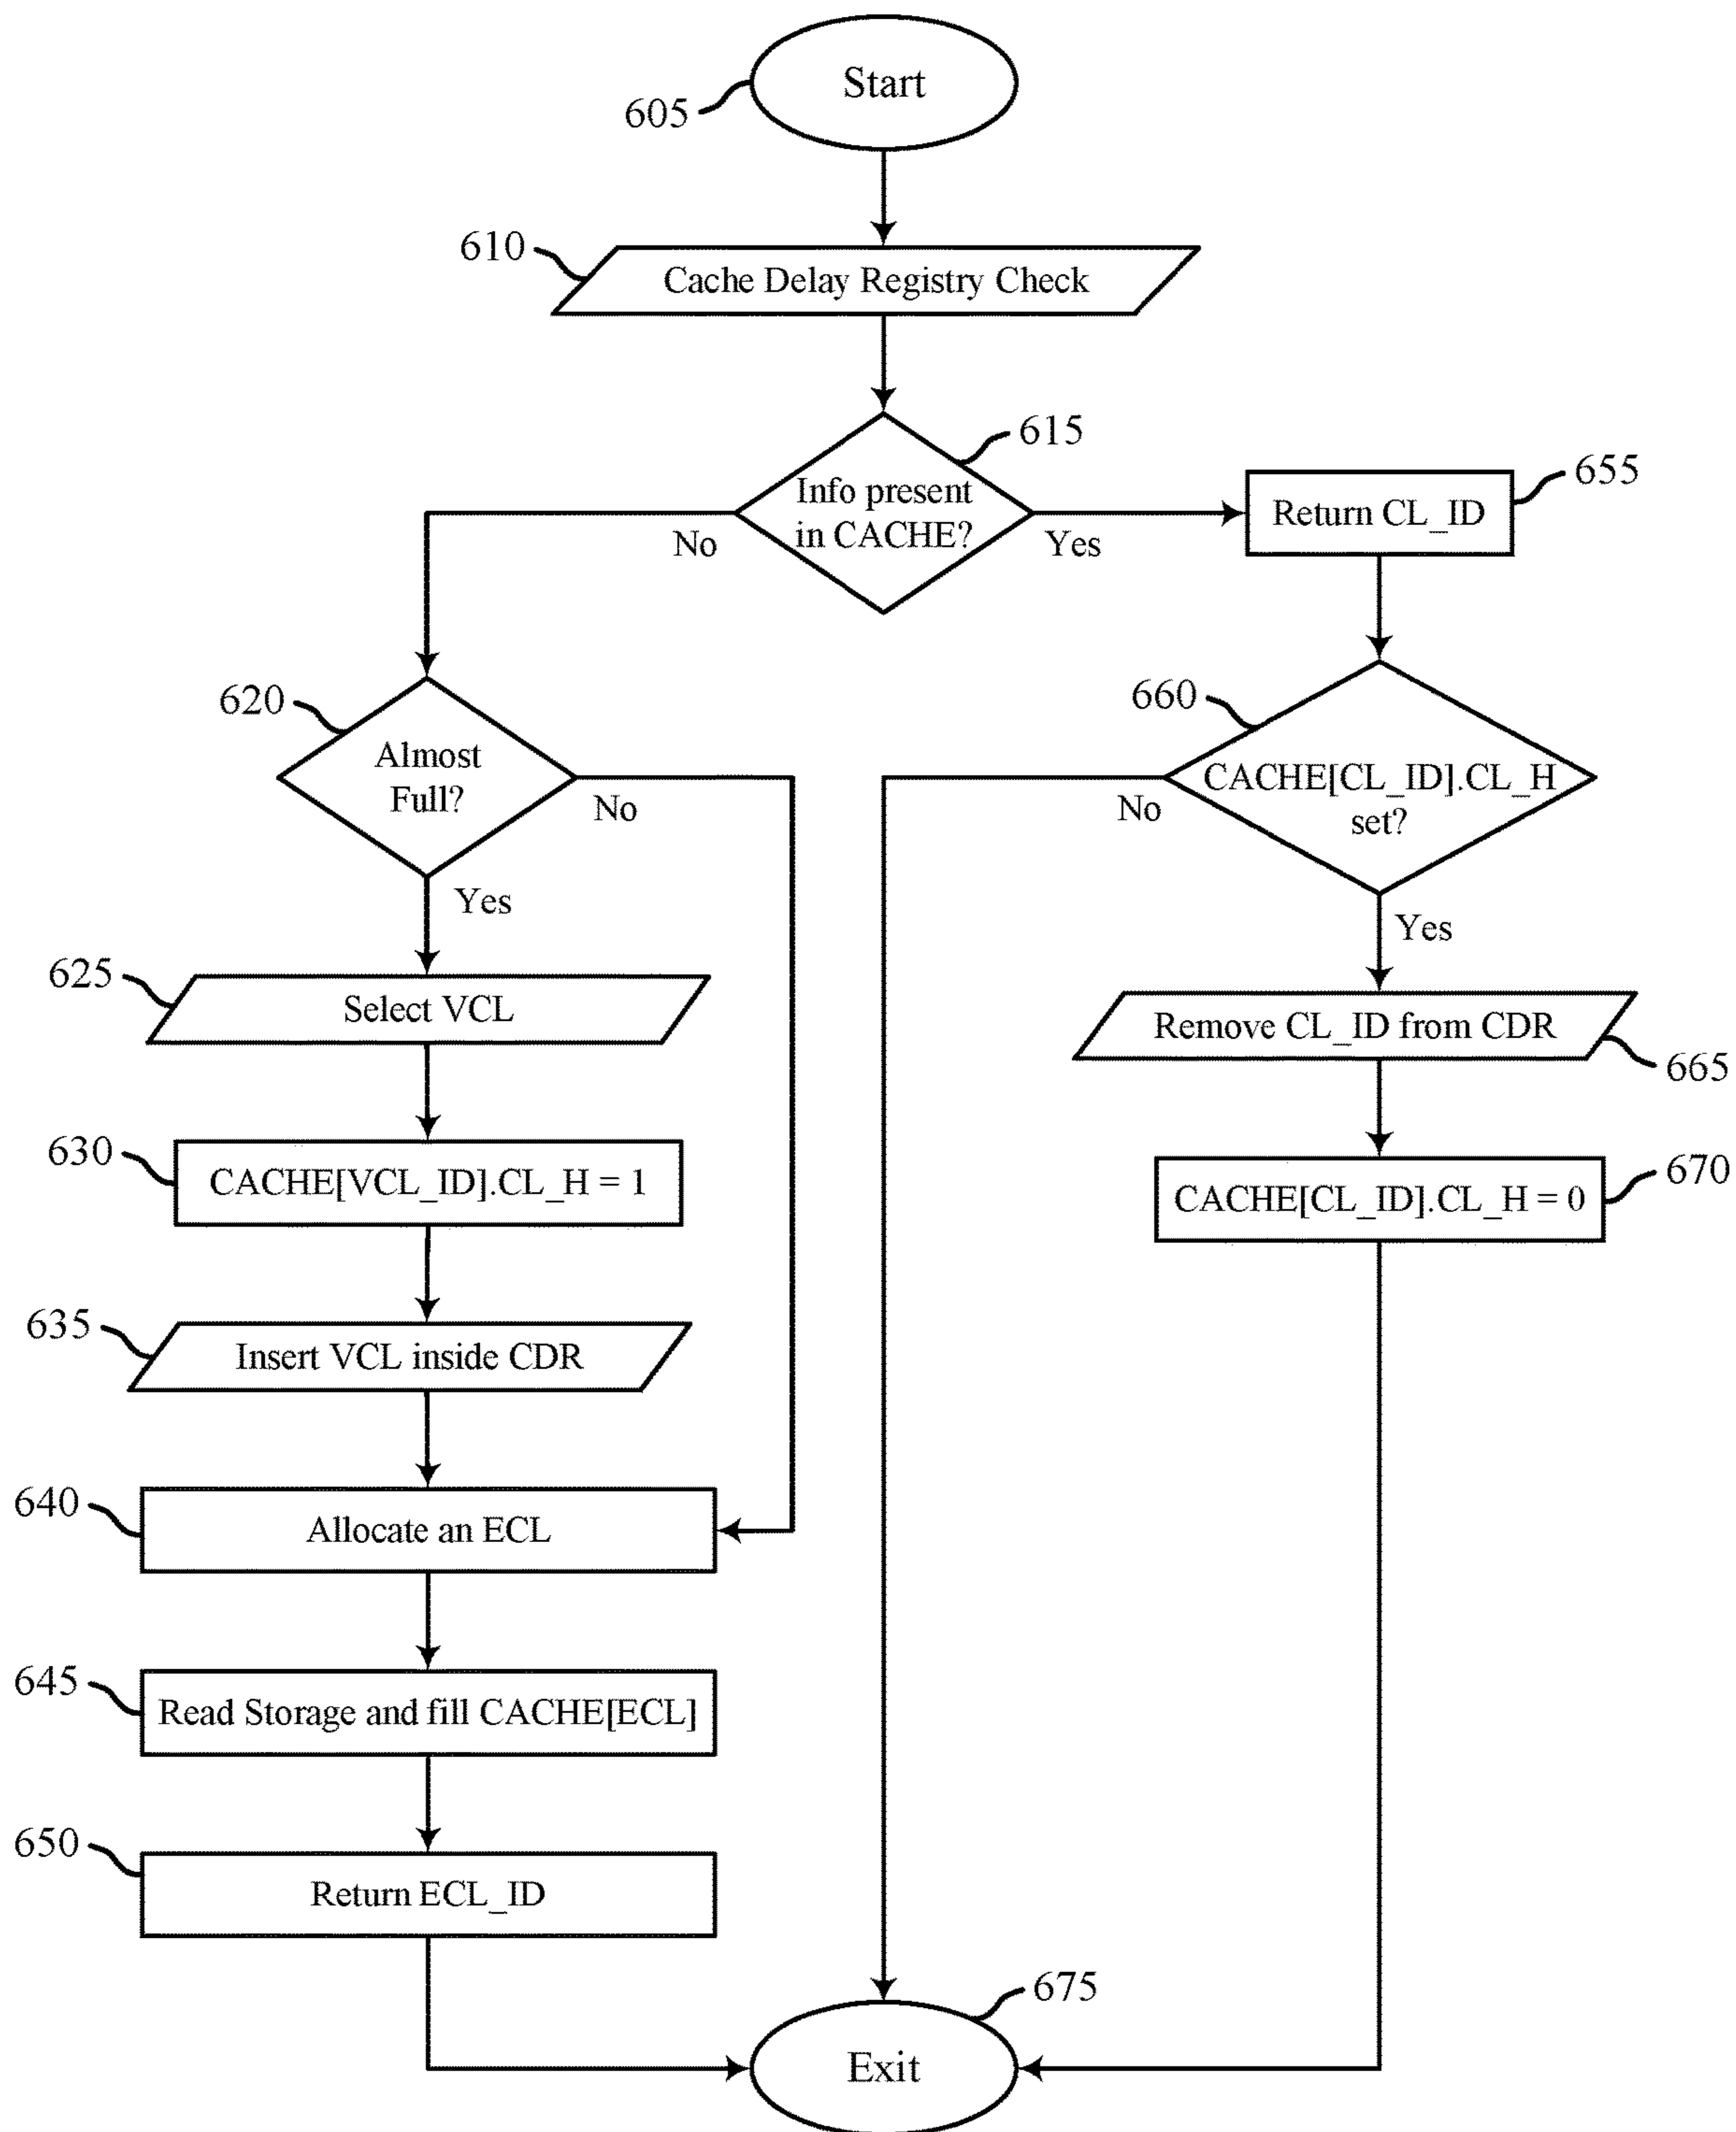 Start
605
610
Cache Delay Registry Check
615
Info present
in CACHE?
No
Yes
655
Return CL_ID
620
Almost
Full?
No
Yes
660
CACHE[CL_ID].CL_H
set?
No
Yes
625
Select VCL
Remove CL_ID from CDR
665
630
CACHE[VCL_ID].CL_H = 1
670
CACHE[CL_ID].CL_H = 0
635
Insert VCL inside CDR
640
Allocate an ECL
645
Read Storage and fill CACHE[ECL]
650
Return ECL_ID
675
Exit